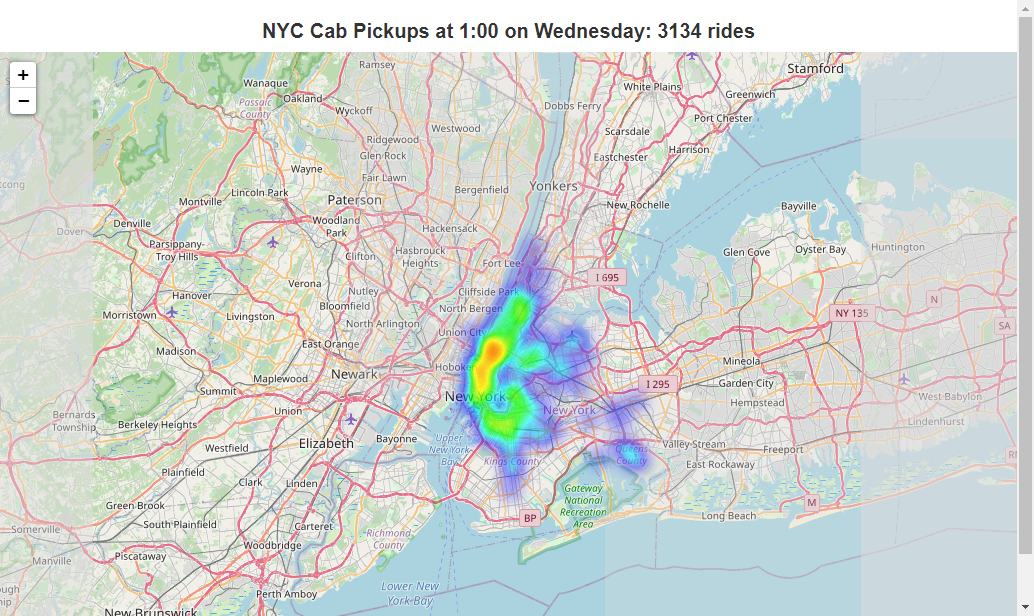 NYC Cab Pickups at 1:00 on Wednesday: 3134 rides
+
−
Ramsey
Stamford
Wanaque
White Plains
Greenwich
Oakland
Passaic
County
Wyckoff
Dobbs Ferry
Port Chester
Westwood
Scarsdale
Ridgewood
Harrison
Glen Rock
Eastchester
Wayne
Fair Lawn
Yonkers
Lincoln Park
Bergenfield
Paterson
Montville
New Rochelle
Bayville
Denville
Woodland
Park
Hackensack
Dover
Parsippany-
Troy Hills
Hasbrouck
Heights
Clifton
Fort Lee
Glen Cove
Oyster Bay
Huntington
I 695
Verona
Nutley
Cliffside Park
Hanover
Bloomfield
North Bergen
N
Morristown
Livingston
North Arlington
NY 135
SA
Union City
East Orange
Madison
Mineola
Newark
Hoboken
Maplewood
I 295
Garden City
Summit
New York
Hempstead
West Babylon
Union
New York
Bernards
Township
Berkeley Heights
Lindenhurst
Elizabeth
Bayonne
Upper
New York
Bay
Valley Stream
Freeport
Westfield
Queens
County
Kings County
East Rockaway
Plainfield
Clark
Linden
Gateway
National
Recreation
Area
M
Green Brook
BP
Long Beach
South Plainfield
Carteret
Somerville
Richmond
County
Woodbridge
Piscataway
Manville
Lower New
York Bay
Perth Amboy
New Brunswick